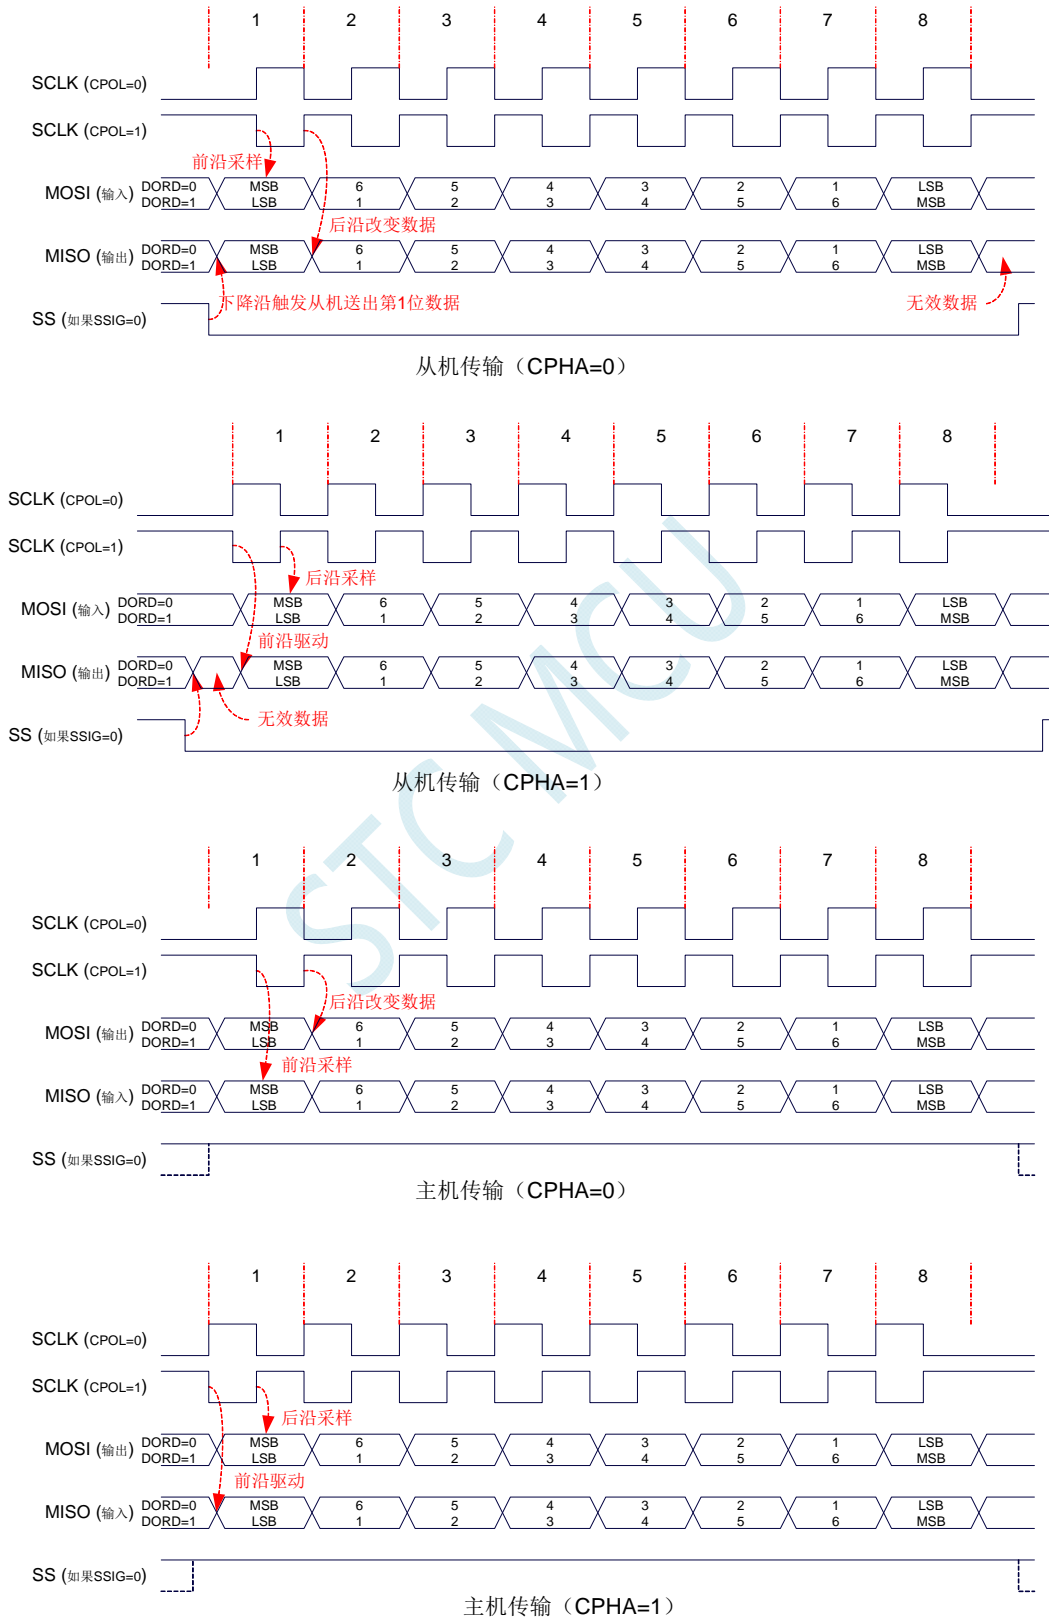 1 2 3 4 5 6 7 8
SCLK (CPOL=0)
SCLK (CPOL=1)
前沿采样
MOSI (输入) DORD=0 MSB 6 5 4 3 2 1 LSB
DORD=1 LSB 1 2 3 4 5 6 MSB
后沿改变数据
MISO (输出) DORD=0 MSB 6 5 4 3 2 1 LSB
DORD=1 LSB 1 2 3 4 5 6 MSB
下降沿触发从机送出第1位数据 无效数据
SS (如果SSIG=0)
从机传输（CPHA=0）
1 2 3 4 5 6 7 8
SCLK (CPOL=0)
SCLK (CPOL=1)
后沿采样
MOSI (输入) DORD=0 MSB 6 5 4 3 2 1 LSB
DORD=1 LSB 1 2 3 4 5 6 MSB
前沿驱动
MISO (输出) DORD=0 MSB 6 5 4 3 2 1 LSB
DORD=1 LSB 1 2 3 4 5 6 MSB
无效数据
SS (如果SSIG=0)
从机传输（CPHA=1）
STC MCU
1 2 3 4 5 6 7 8
SCLK (CPOL=0)
SCLK (CPOL=1)
后沿改变数据
MOSI (输出) DORD=0 MSB 6 5 4 3 2 1 LSB
DORD=1 LSB 1 2 3 4 5 6 MSB
前沿采样
MISO (输入) DORD=0 MSB 6 5 4 3 2 1 LSB
DORD=1 LSB 1 2 3 4 5 6 MSB
SS (如果SSIG=0)
主机传输（CPHA=0）
1 2 3 4 5 6 7 8
SCLK (CPOL=0)
SCLK (CPOL=1)
后沿采样
MOSI (输出) DORD=0 MSB 6 5 4 3 2 1 LSB
DORD=1 LSB 1 2 3 4 5 6 MSB
前沿驱动
MISO (输入) DORD=0 MSB 6 5 4 3 2 1 LSB
DORD=1 LSB 1 2 3 4 5 6 MSB
SS (如果SSIG=0)
主机传输（CPHA=1）